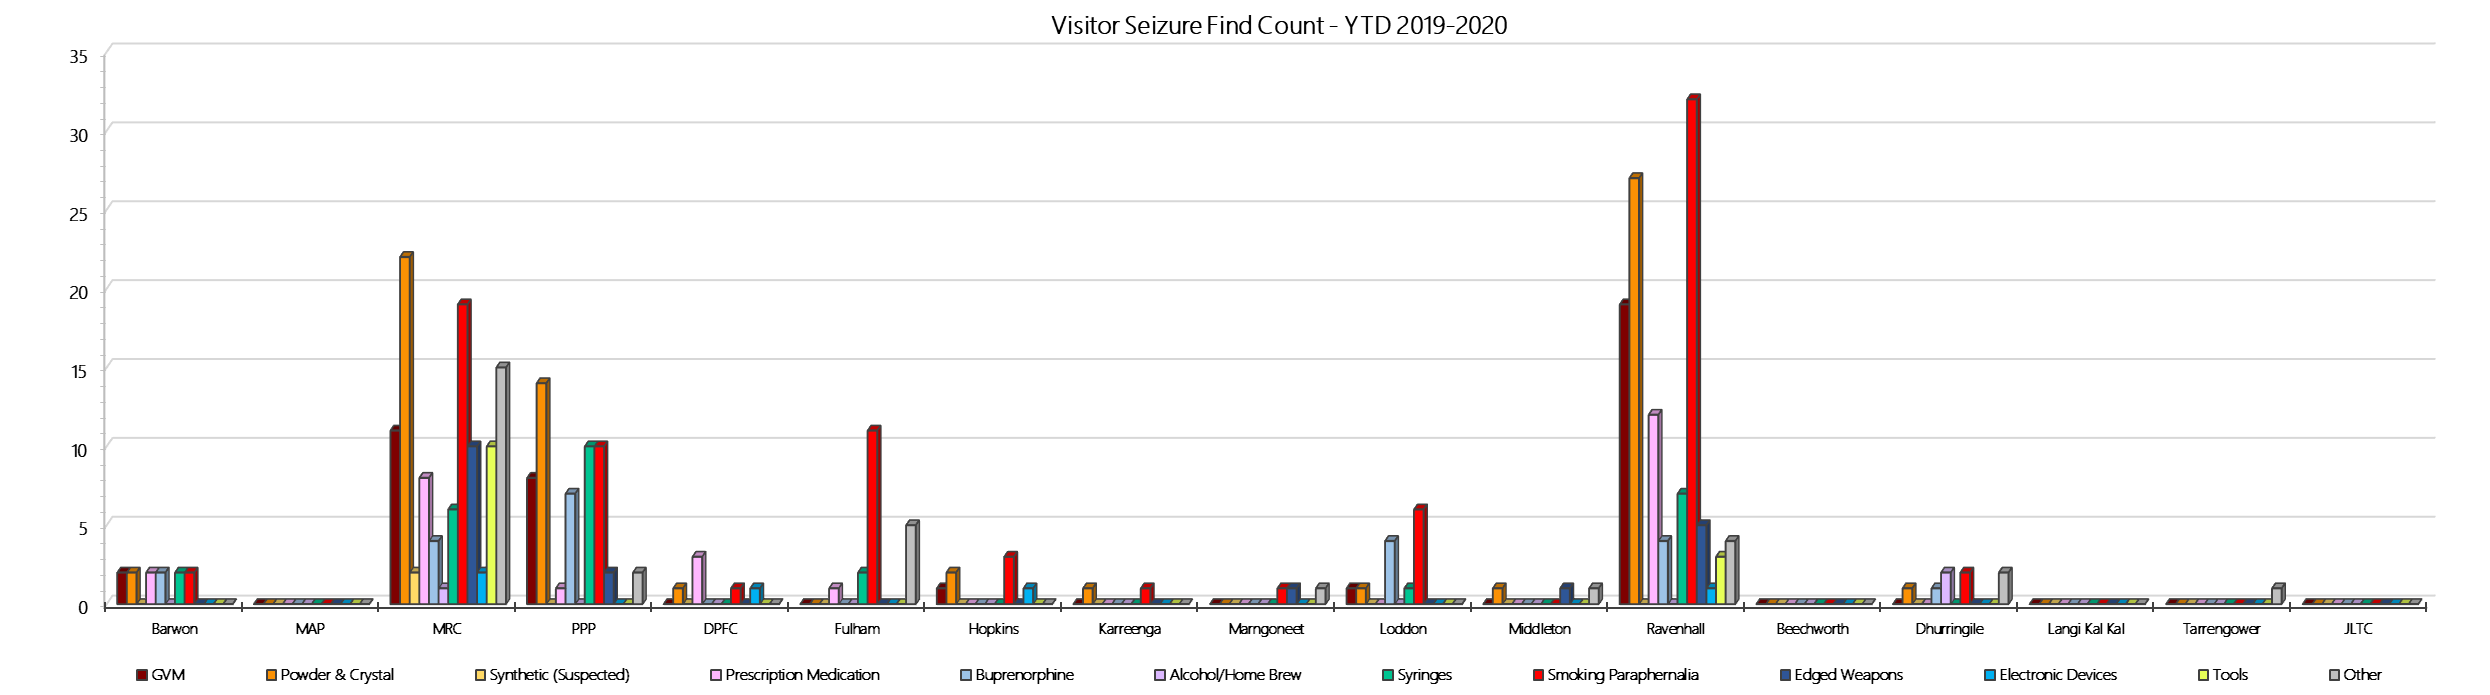 Visitor Seizure Find Count - YTD 2019-2020
35
30
25
20
15
10
5
0
Barwon MAP MRC PPP DPFC Fulham Hopkins Karreenga Marngoneet Loddon Middleton Ravenhall Beechworth Dhurringile Langi Kal Kal Tarrengower JLTC
GVM Powder & Crystal Synthetic (Suspected) Prescription Medication Buprenorphine Alcohol/Home Brew Syringes Smoking Paraphernalia Edged Weapons Electronic Devices Tools Other